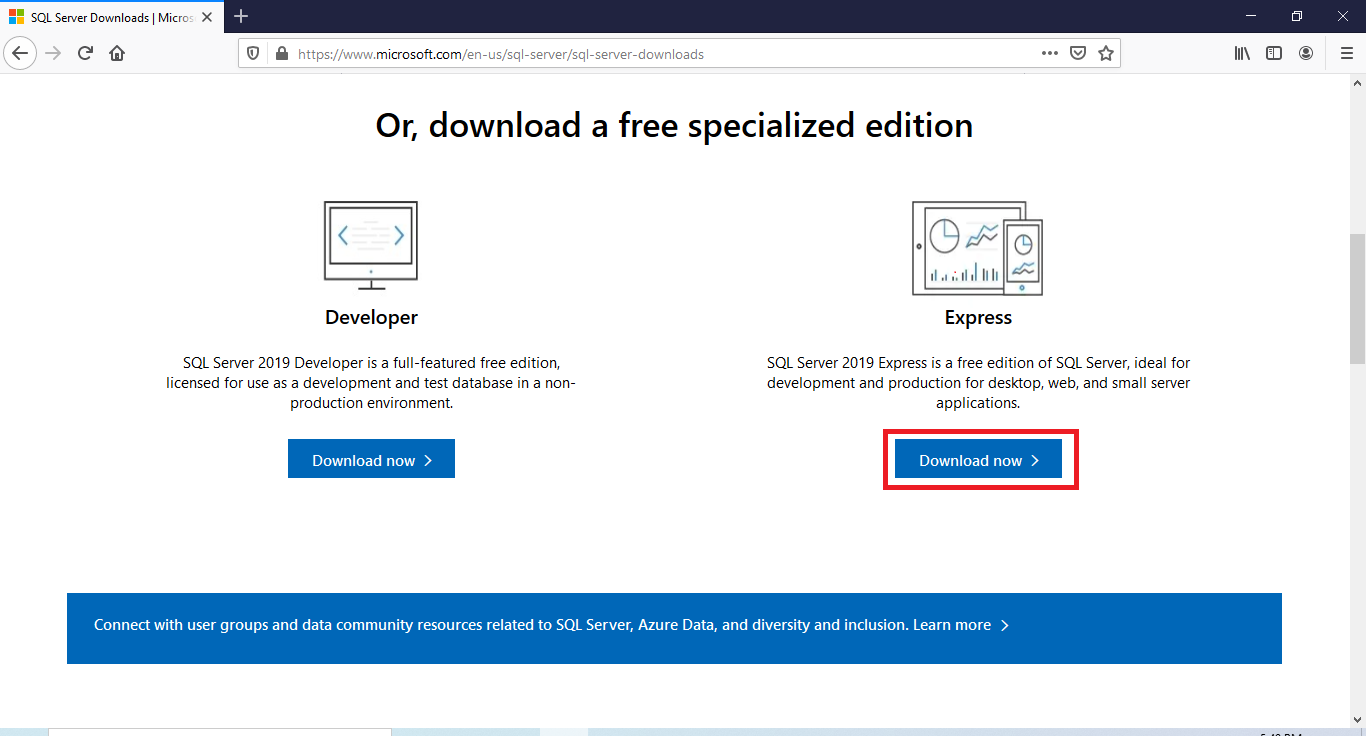 SQL Server Downloads | Micros
https://www.microsoft.com/en-us/sql-server/sql-server-downloads
Or, download a free specialized edition
Developer
SQL Server 2019 Developer is a full-featured free edition,
licensed for use as a development and test database in a non-
production environment.
Download now
Express
SQL Server 2019 Express is a free edition of SQL Server, ideal for
development and production for desktop, web, and small server
applications.
Download now
Connect with user groups and data community resources related to SQL Server, Azure Data, and diversity and inclusion. Learn more